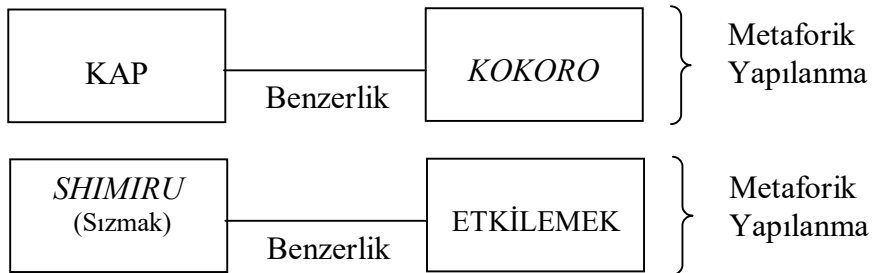 KAP
KOKORO
Benzerlik
Metaforik
Yapılanma
SHIMIRU
(Sızmak)
ETKİLEMEK
Benzerlik
Metaforik
Yapılanma